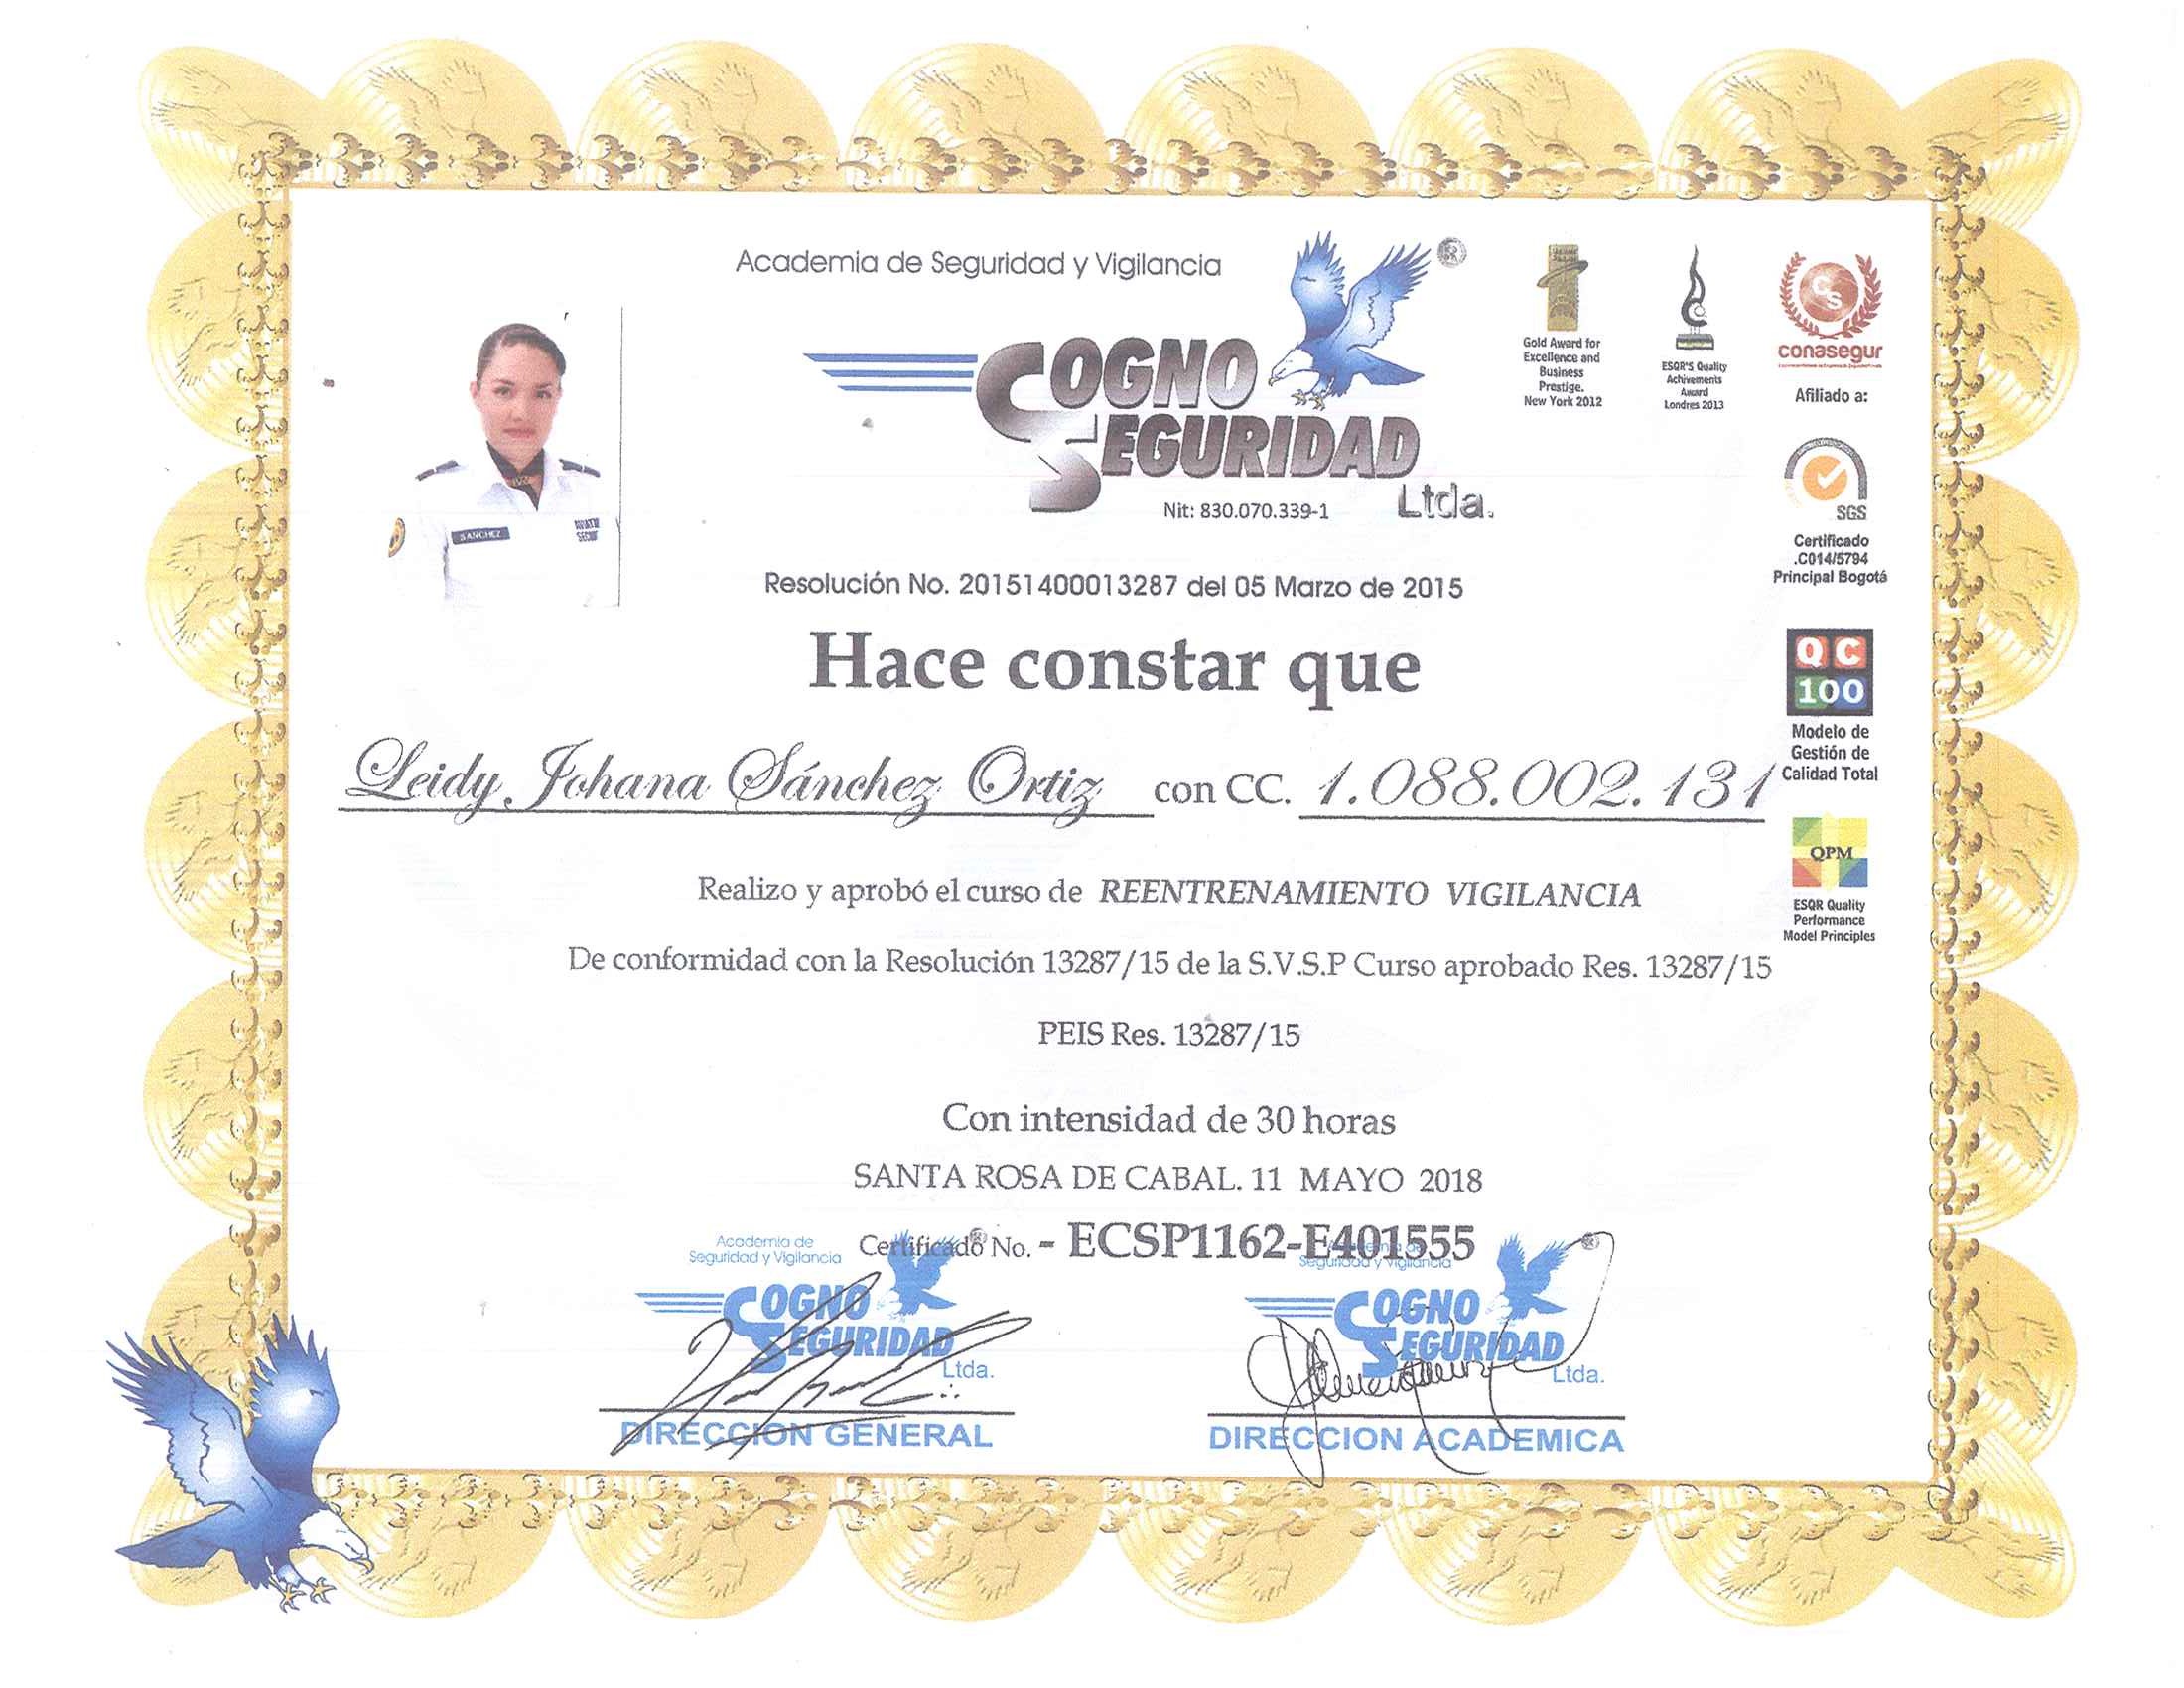 Academia de Seguridad y Vigilancia
COGNO
SEGURIDAD
Ltda.
Nit: 830.070.339-1
Gold Award for
Excellence and
Business
Prestige.
New York 2012
ESQR'S Quality
Achivements
Award
Londres 2013
CS
conasegur
Afiliado a:
SGS
Certificado
.C014/5794
Principal Bogotá
SANCHEZ
Resolución No. 20151400013287 del 05 Marzo de 2015
Hace constar que
QC
100
Modelo de
Gestión de
Calidad Total
Leidy Johana Sánchez Ortiz con CC. 1.088.002.131
QPM
ESQR Quality
Performance
Model Principles
Realizo y aprobó el curso de REENTRENAMIENTO VIGILANCIA
De conformidad con la Resolución 13287/15 de la S.V.S.P Curso aprobado Res. 13287/15
PEIS Res. 13287/15
Con intensidad de 30 horas
SANTA ROSA DE CABAL. 11 MAYO 2018
Certificado No. - ECSP1162-E401555
Academia de
Seguridad y Vigilancia
COGNO
SEGURIDAD
Ltda.
DIRECCION GENERAL
Academia de
Seguridad y Vigilancia
COGNO
SEGURIDAD
Ltda.
DIRECCION ACADEMICA